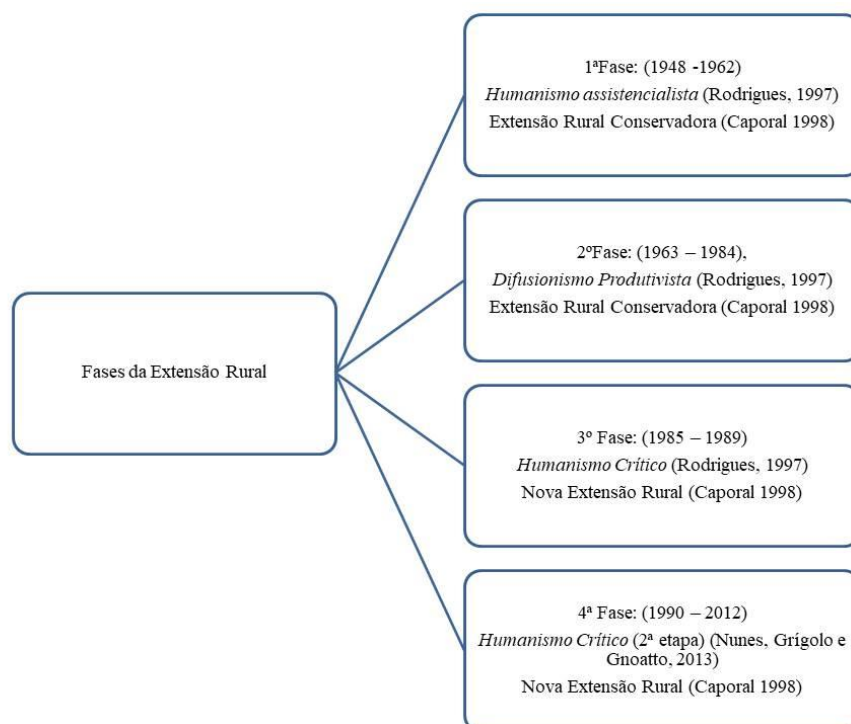 Fases da Extensão Rural
1ªFase: (1948 -1962)
Humanismo assistencialista (Rodrigues, 1997)
Extensão Rural Conservadora (Caporal 1998)
2ºFase: (1963 – 1984),
Difusionismo Produtivista (Rodrigues, 1997)
Extensão Rural Conservadora (Caporal 1998)
3º Fase: (1985 – 1989)
Humanismo Crítico (Rodrigues, 1997)
Nova Extensão Rural (Caporal 1998)
4ª Fase: (1990 – 2012)
Humanismo Crítico (2ª etapa) (Nunes, Grígolo e
Gnoatto, 2013)
Nova Extensão Rural (Caporal 1998)